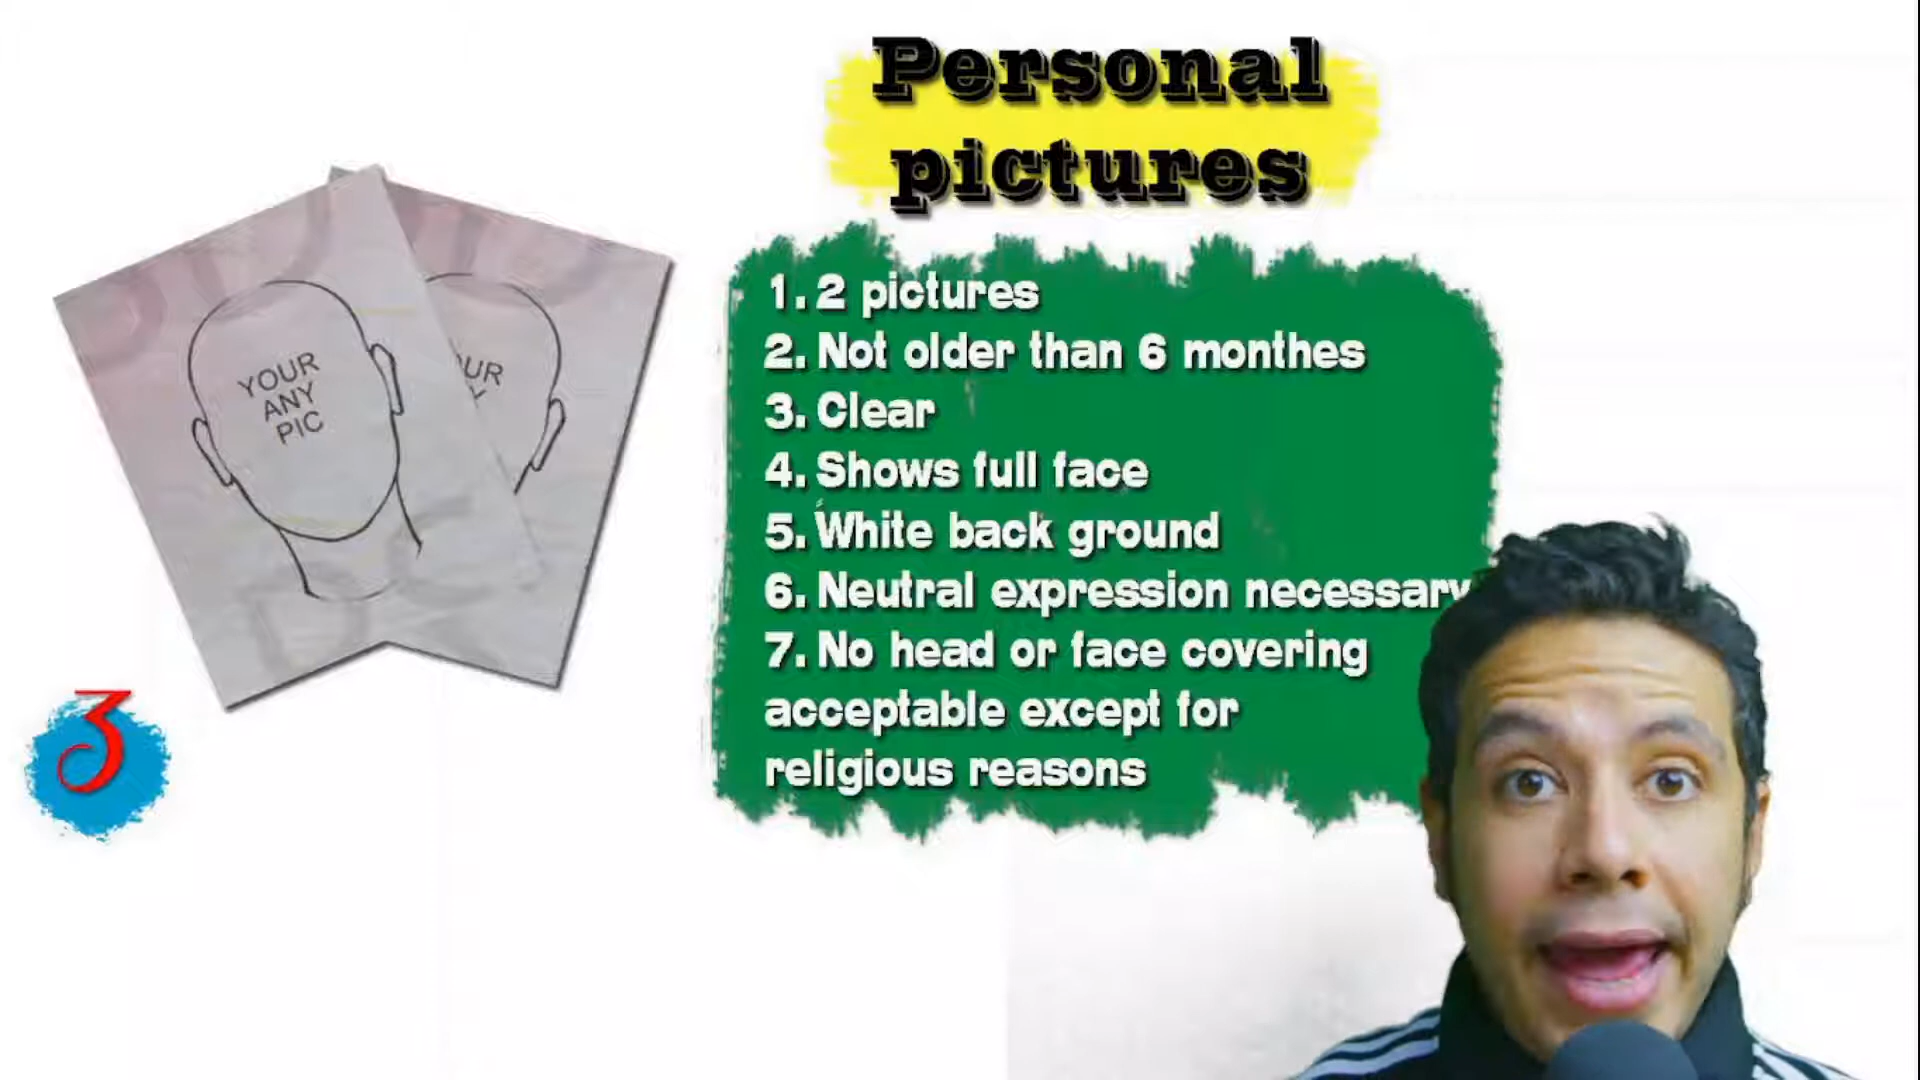 Personal
pictures
YOUR
ANY
PIC
UR
1. 2 pictures
2. Not older than 6 monthes
3. Clear
4. Shows full face
5. White back ground
6. Neutral expression necessary
7. No head or face covering
acceptable except for
religious reasons
3